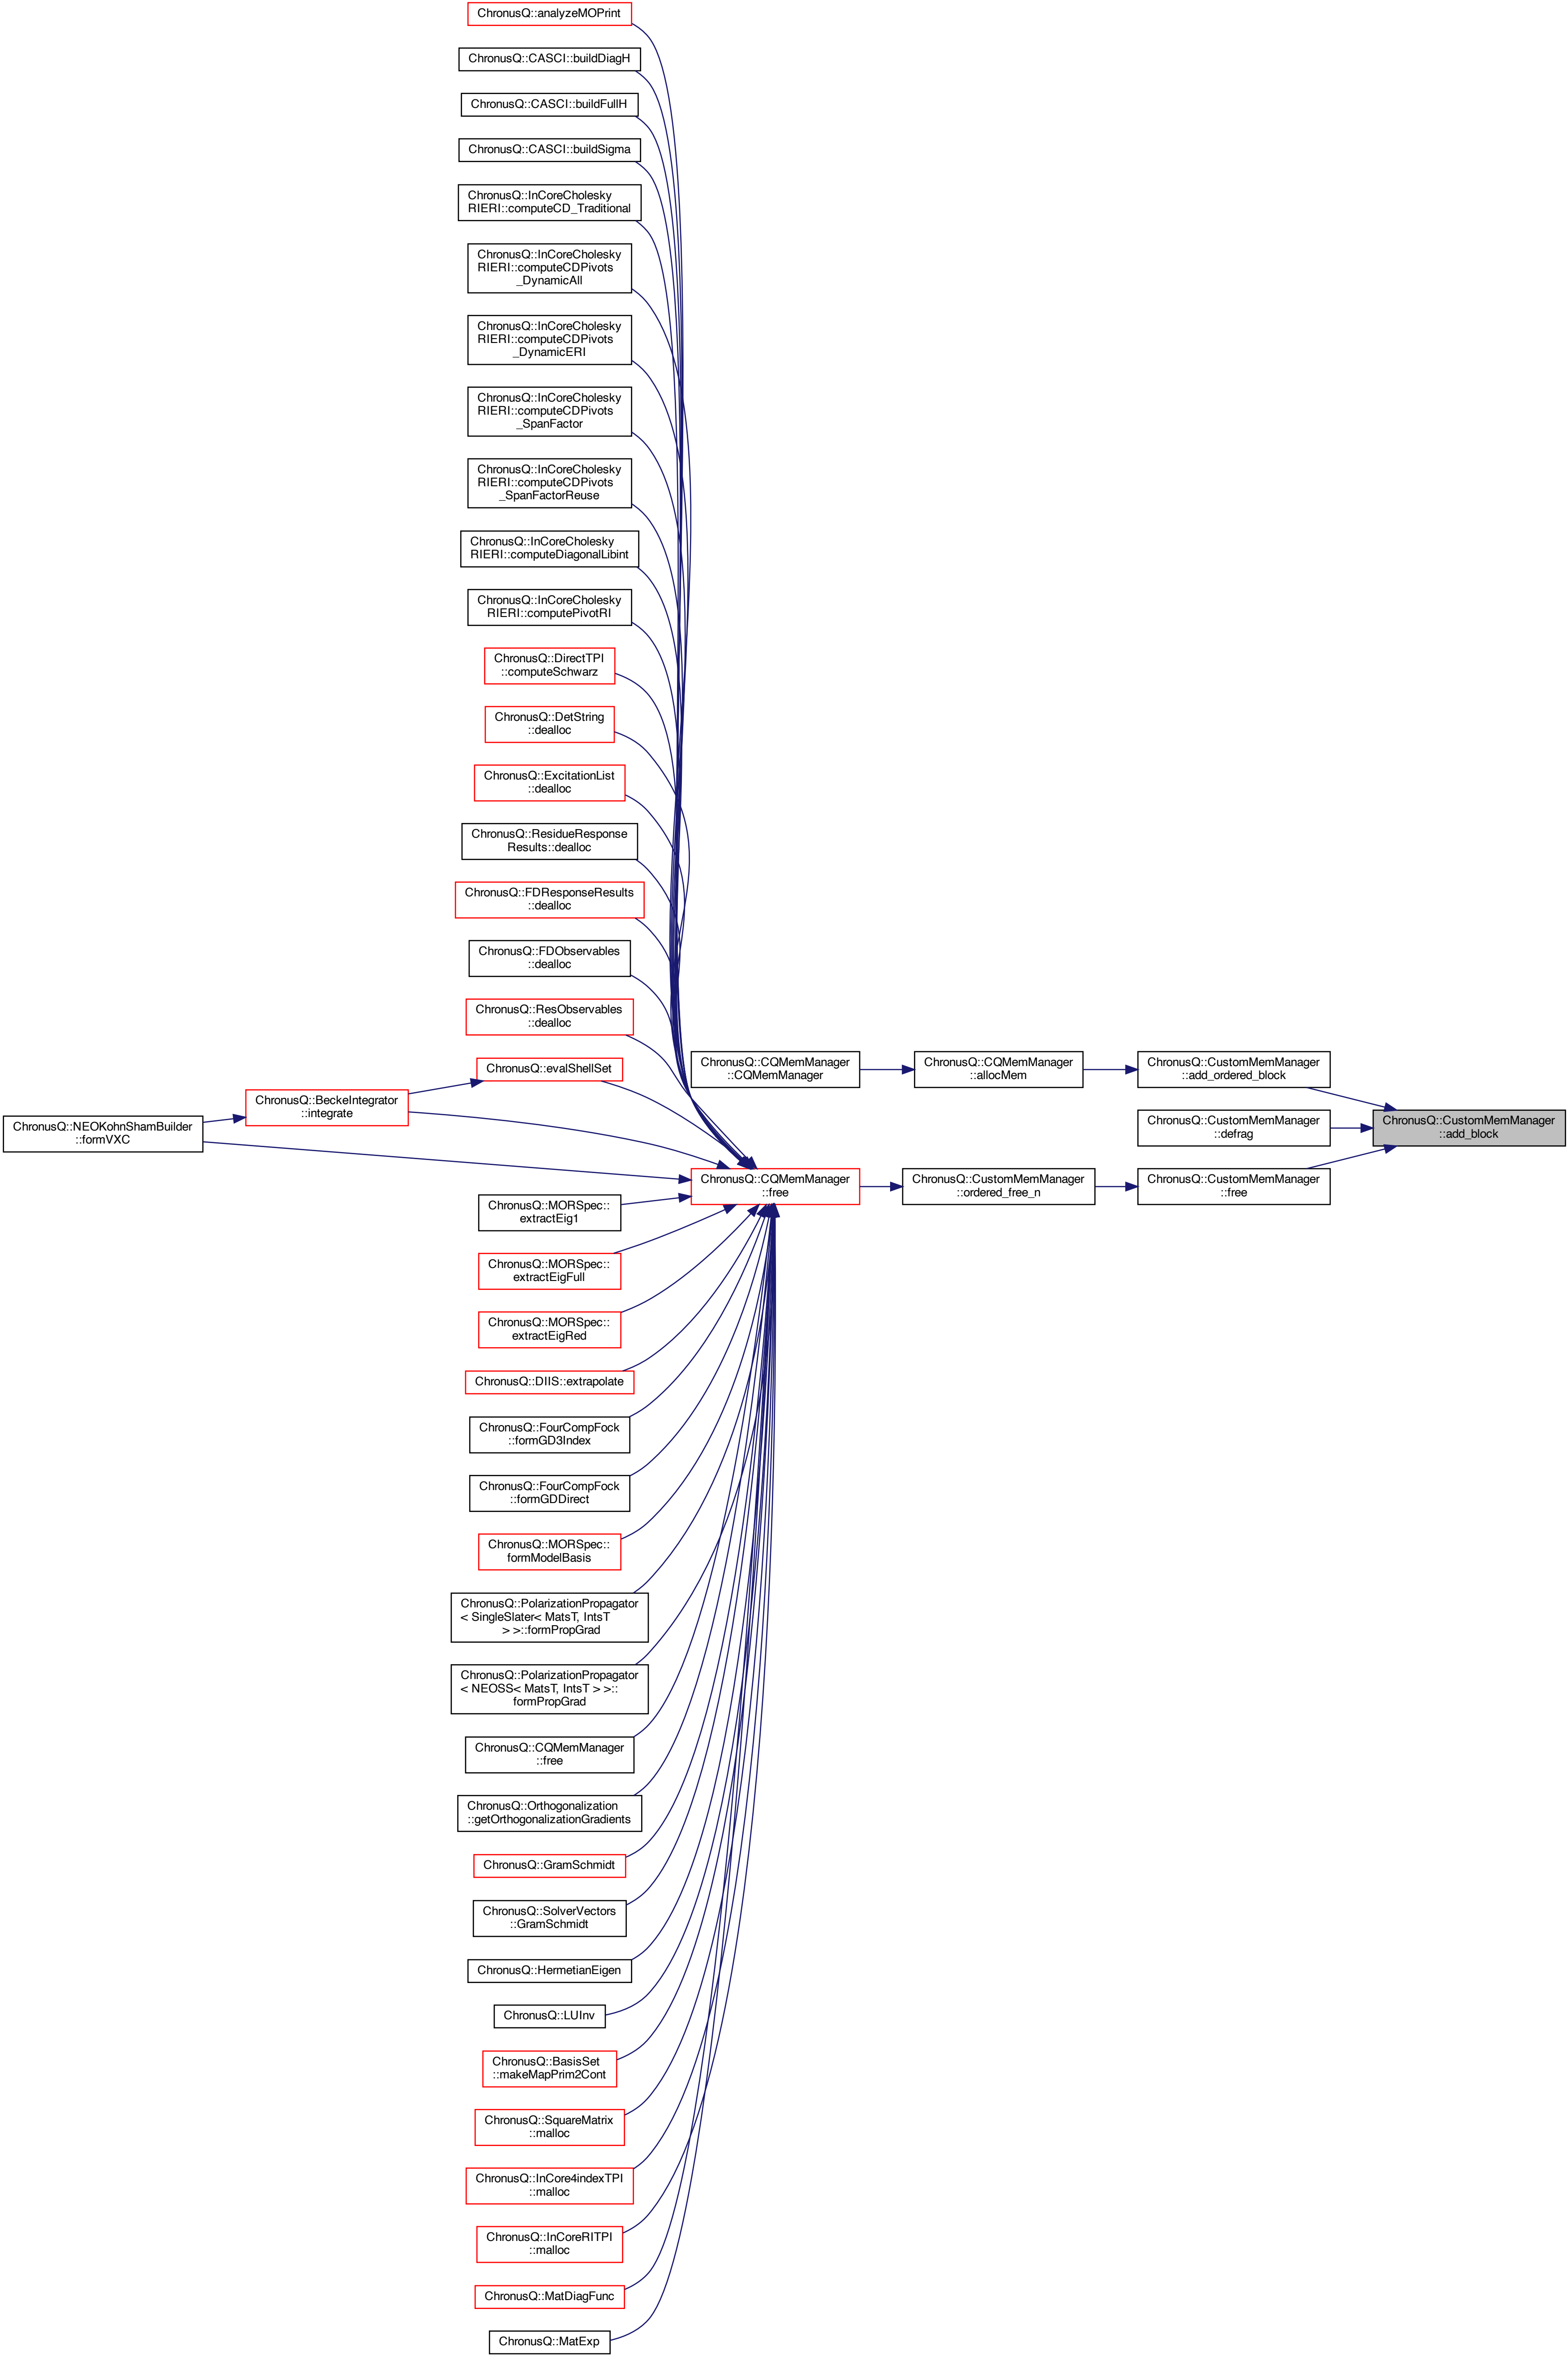 ChronusQ::analyzeMOPrint
ChronusQ::CASCI::buildDiagH
ChronusQ::CASCI::buildFullH
ChronusQ::CASCI::buildSigma
ChronusQ::InCoreCholesky
RIERI::computeCD_Traditional
ChronusQ::InCoreCholesky
RIERI::computeCDPivots
_DynamicAll
ChronusQ::InCoreCholesky
RIERI::computeCDPivots
_DynamicERI
ChronusQ::InCoreCholesky
RIERI::computeCDPivots
_SpanFactor
ChronusQ::InCoreCholesky
RIERI::computeCDPivots
_SpanFactorReuse
ChronusQ::InCoreCholesky
RIERI::computeDiagonalLibint
ChronusQ::InCoreCholesky
RIERI::computePivotRI
ChronusQ::DirectTPI
::computeSchwarz
ChronusQ::DetString
::dealloc
ChronusQ::ExcitationList
::dealloc
ChronusQ::ResidueResponse
Results::dealloc
ChronusQ::FDResponseResults
::dealloc
ChronusQ::FDObservables
::dealloc
ChronusQ::ResObservables
::dealloc
ChronusQ::evalShellSet
ChronusQ::BeckeIntegrator
::integrate
ChronusQ::NEOKohnShamBuilder
::formVXC
ChronusQ::CQMemManager
::CQMemManager
ChronusQ::CQMemManager
::allocMem
ChronusQ::CustomMemManager
::add_ordered_block
ChronusQ::CustomMemManager
::defrag
ChronusQ::CustomMemManager
::add_block
ChronusQ::CQMemManager
::free
ChronusQ::CustomMemManager
::ordered_free_n
ChronusQ::CustomMemManager
::free
ChronusQ::MORSpec::
extractEig1
ChronusQ::MORSpec::
extractEigFull
ChronusQ::MORSpec::
extractEigRed
ChronusQ::DIIS::extrapolate
ChronusQ::FourCompFock
::formGD3Index
ChronusQ::FourCompFock
::formGDDirect
ChronusQ::MORSpec::
formModelBasis
ChronusQ::PolarizationPropagator
< SingleSlater< MatsT, IntsT
> >::formPropGrad
ChronusQ::PolarizationPropagator
< NEOSS< MatsT, IntsT > >::
formPropGrad
ChronusQ::CQMemManager
::free
ChronusQ::Orthogonalization
::getOrthogonalizationGradients
ChronusQ::GramSchmidt
ChronusQ::SolverVectors
::GramSchmidt
ChronusQ::HermetianEigen
ChronusQ::LUInv
ChronusQ::BasisSet
::makeMapPrim2Cont
ChronusQ::SquareMatrix
::malloc
ChronusQ::InCore4indexTPI
::malloc
ChronusQ::InCoreRITPI
::malloc
ChronusQ::MatDiagFunc
ChronusQ::MatExp